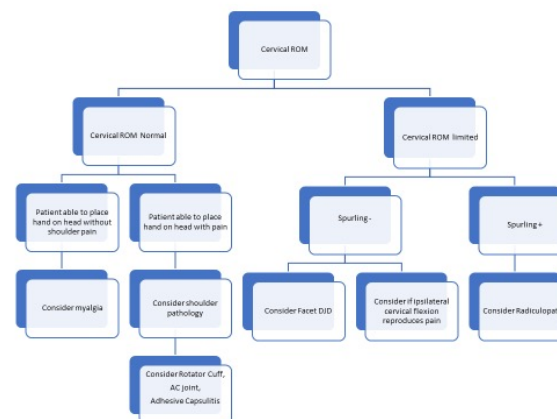 Cervical ROM
Cervical ROM Normal
Cervical ROM limited
Patient able to place
hand on head without
shoulder pain
Patient able to place
hand on head with pain
Spurling -
Spurling +
Consider myalgia
Consider shoulder
pathology
Consider Facet DJD
Consider if ipsilateral
cervical flexion
reproduces pain
Consider Radiculopat
Consider Rotator Cuff,
AC joint,
Adhesive Capsulitis